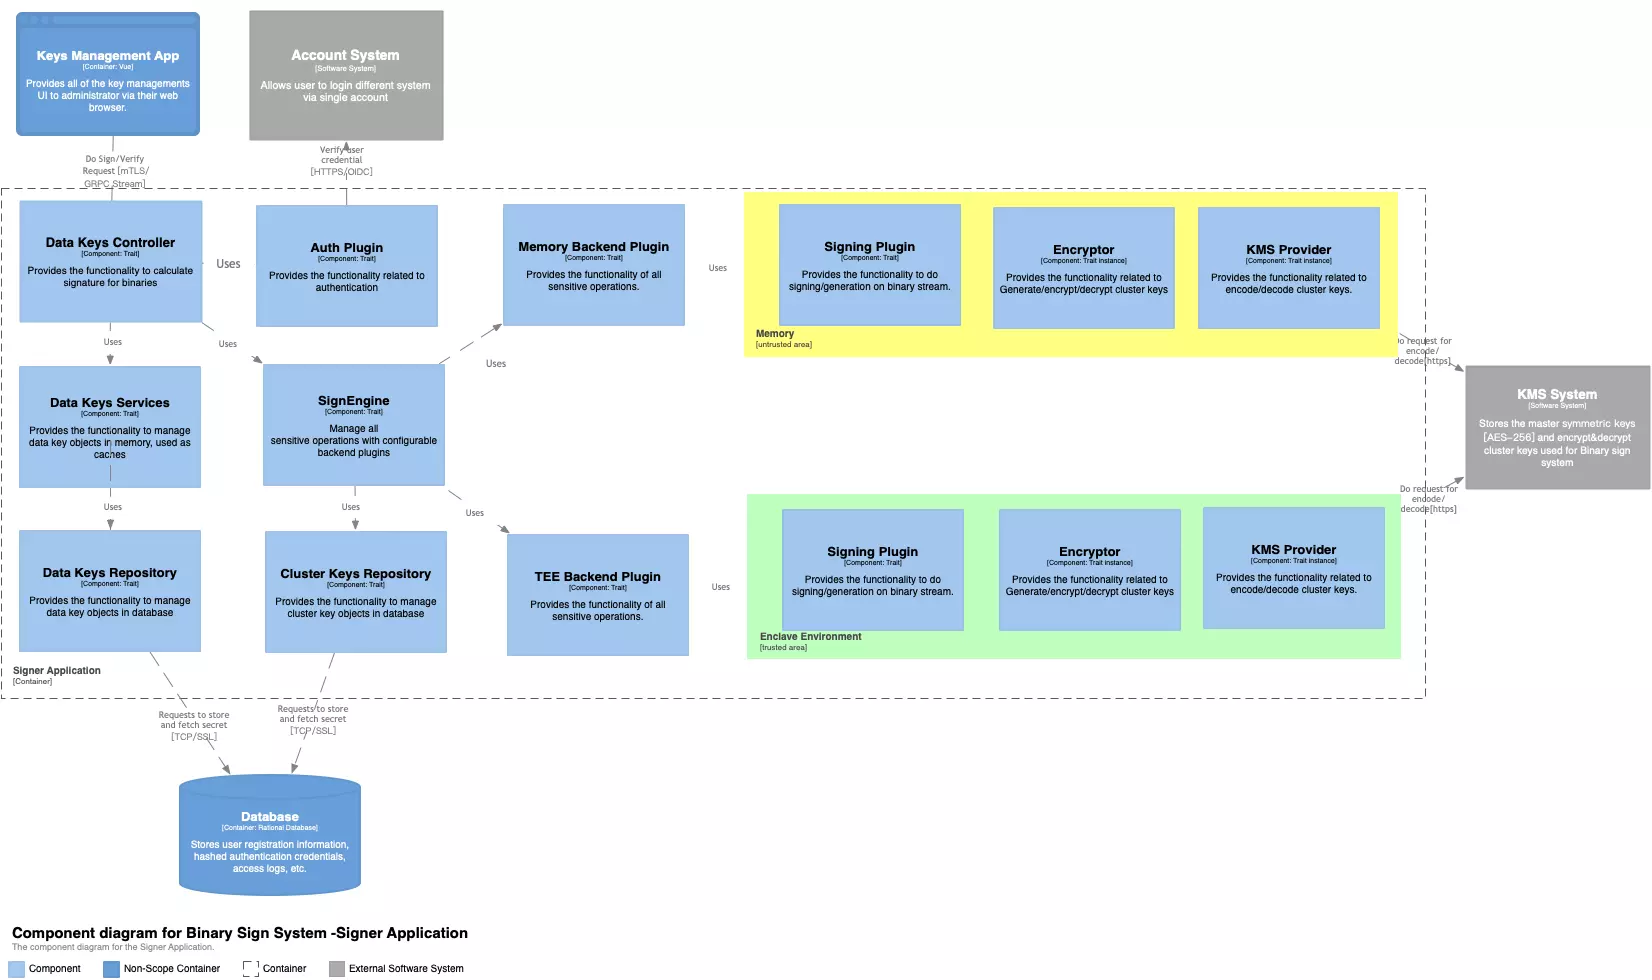 Keys Management App
[Container: Vue]
Provides all of the key managements
UI to administrator via their web
browser.
Account System
[Software System]
Allows user to login different system
via single account
Do Sign/Verify
Request [mTLS/
GRPC Stream]
Verify user
credential
[HTTPS/OIDC]
Data Keys Controller
[Component: Trait]
Provides the functionality to calculate
signature for binaries
Uses
Auth Plugin
[Component: Trait]
Provides the functionality related to
authentication
Memory Backend Plugin
[Component: Trait]
Provides the functionality of all
sensitive operations.
Uses
Signing Plugin
[Component: Trait]
Provides the functionality to do
signing/generation on binary stream.
Encryptor
[Component: Trait instance]
Provides the functionality related to
Generate/encrypt/decrypt cluster keys
KMS Provider
[Component: Trait instance]
Provides the functionality related to
encode/decode cluster keys.
Memory
[untrusted area]
Uses
Uses
Uses
Do request for
encode/
decode[https]
Data Keys Services
[Component: Trait]
Provides the functionality to manage
data key objects in memory, used as
caches
SignEngine
[Component: Trait]
Manage all
sensitive operations with configurable
backend plugins
KMS System
[Software System]
Stores the master symmetric keys
[AES-256] and encrypt&decrypt
cluster keys used for Binary sign
system
Uses
Uses
Uses
Do request for
encode/
decode[https]
Data Keys Repository
[Component: Trait]
Provides the functionality to manage
data key objects in database
Cluster Keys Repository
[Component: Trait]
Provides the functionality to manage
cluster key objects in database
TEE Backend Plugin
[Component: Trait]
Provides the functionality of all
sensitive operations.
Uses
Signing Plugin
[Component: Trait]
Provides the functionality to do
signing/generation on binary stream.
Encryptor
[Component: Trait instance]
Provides the functionality related to
Generate/encrypt/decrypt cluster keys
KMS Provider
[Component: Trait instance]
Provides the functionality related to
encode/decode cluster keys.
Enclave Environment
[trusted area]
Signer Application
[Container]
Requests to store
and fetch secret
[TCP/SSL]
Requests to store
and fetch secret
[TCP/SSL]
Database
[Container: Rational Database]
Stores user registration information,
hashed authentication credentials,
access logs, etc.
Component diagram for Binary Sign System -Signer Application
The component diagram for the Signer Application.
Component
Non-Scope Container
Container
External Software System